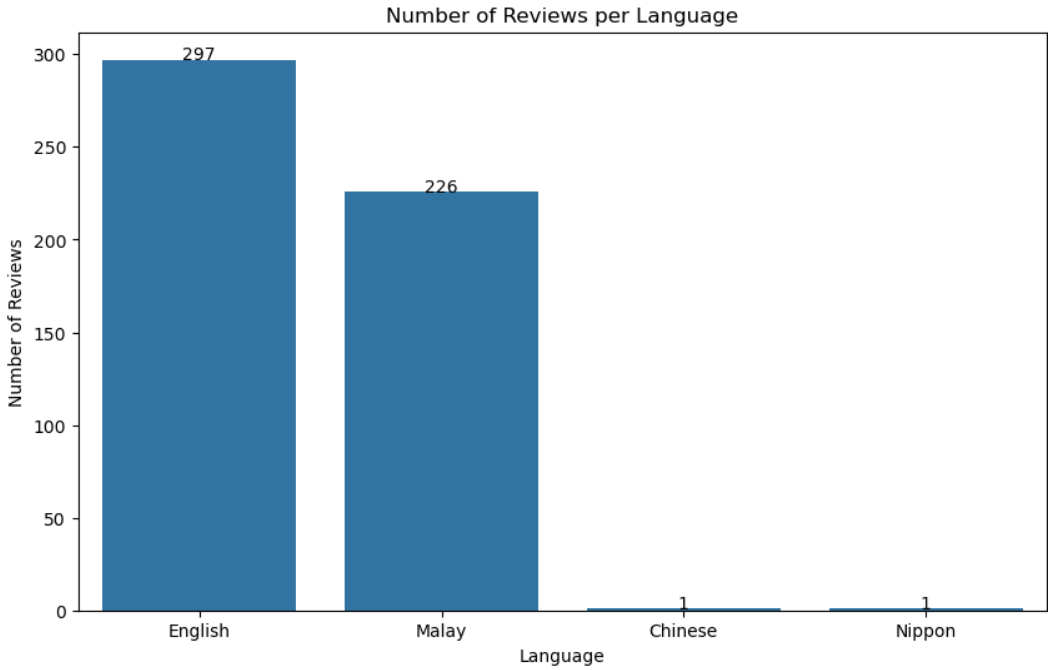 Number of Reviews per Language
Number of Reviews
300
250
200
150
100
50
0
297
226
1
1
English
Malay
Chinese
Nippon
Language